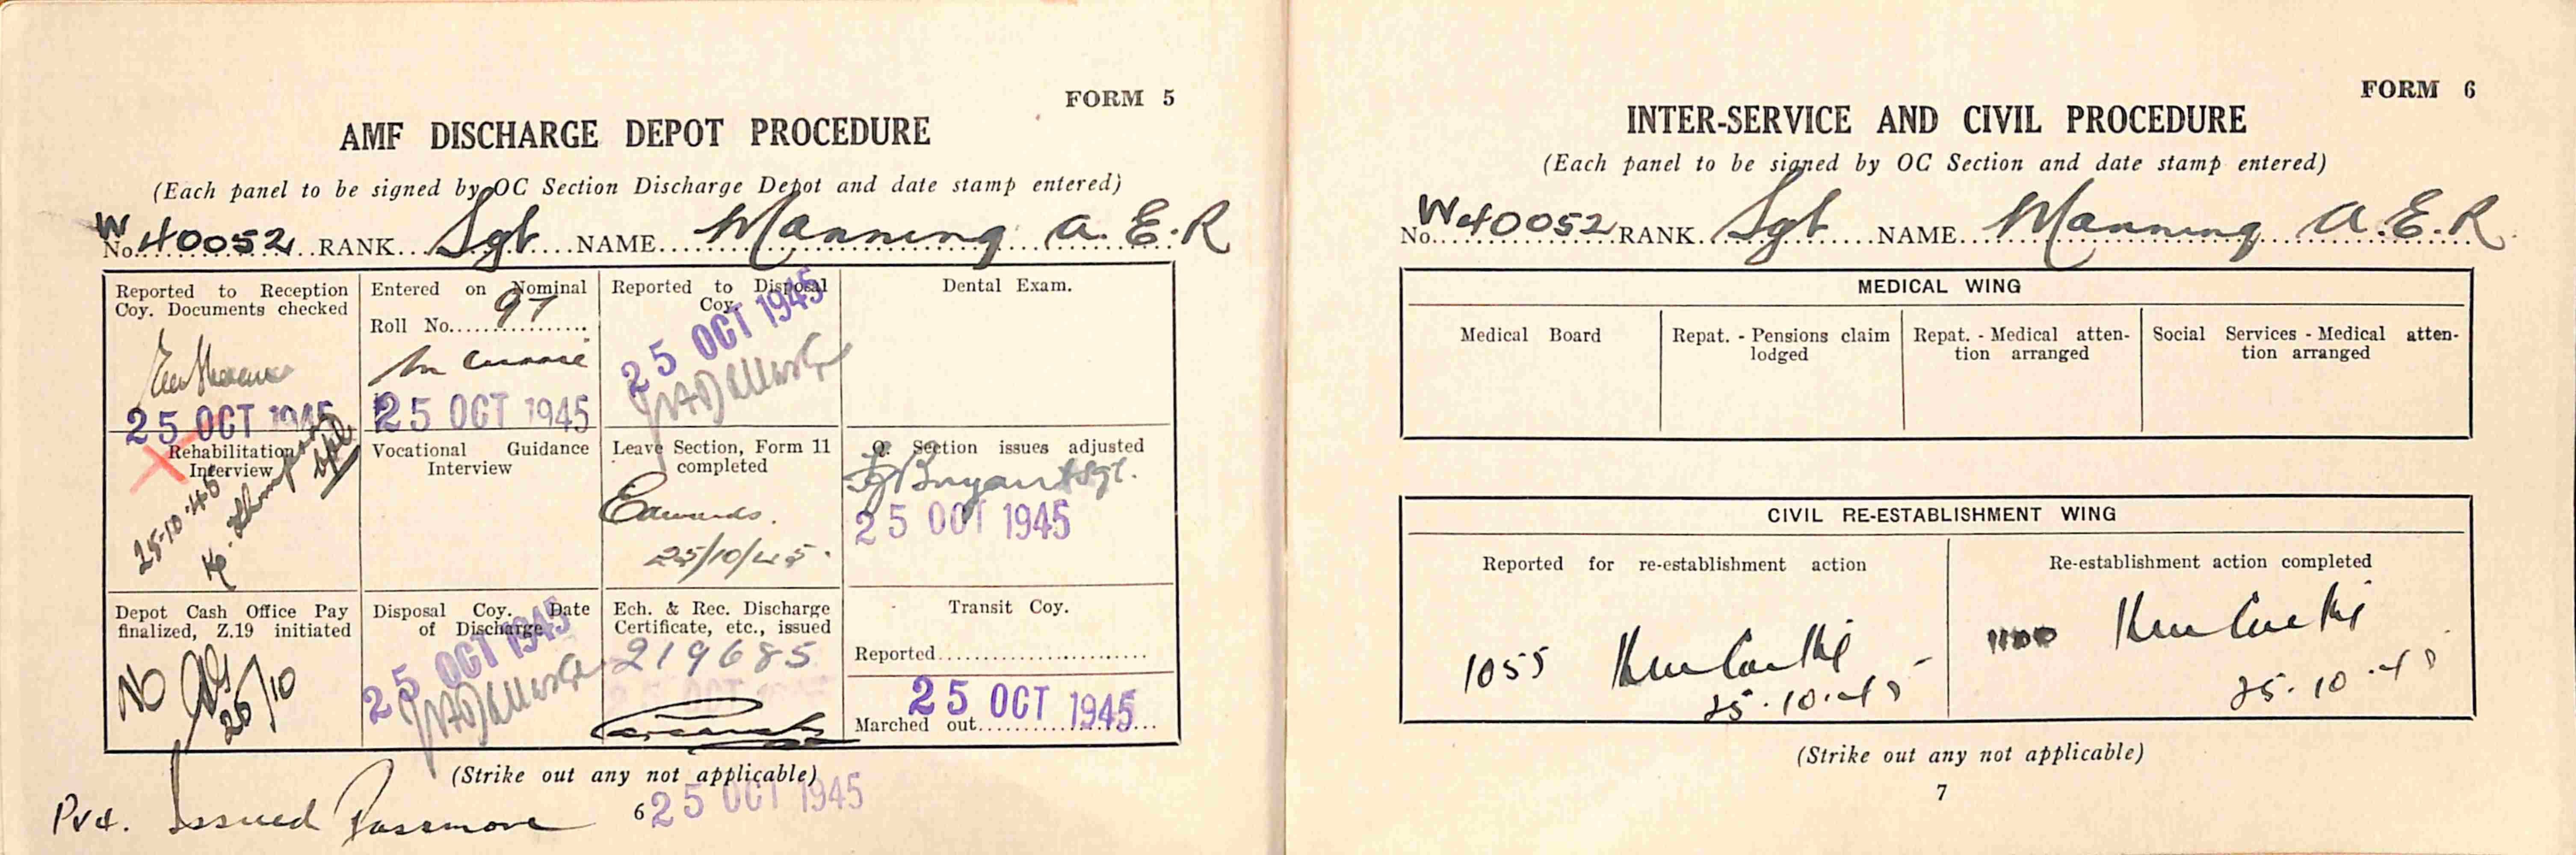 FORM 5
AMF DISCHARGE DEPOT PROCEDURE
(Each panel to be signed by OC Section Discharge Depot and date stamp entered)
No. W40052 RANK Sgt NAME Manning A.E.R
Reported to Reception
Coy. Documents checked
25 OCT 1945
Entered on Nominal
Roll No. 97
25 OCT 1945
Reported to Disposal
Coy.
25 OCT 1945
Dental Exam.
Rehabilitation
Interview
25.10.45
Vocational Guidance
Interview
Leave Section, Form 11
completed
Edwards.
25/10/45.
Q. Section issues adjusted
Bryant Sgt.
25 OCT 1945
Depot Cash Office Pay
finalized, Z.19 initiated
NO
25/10
Disposal Coy. Date
of Discharge
25 OCT 1945
Ech. & Rec. Discharge
Certificate, etc., issued
219685
Transit Coy.
Reported
25 OCT 1945
Marched out
(Strike out any not applicable)
Issued Passmore
6
25 OCT 1945
FORM 6
INTER-SERVICE AND CIVIL PROCEDURE
(Each panel to be signed by OC Section and date stamp entered)
No. W40052 RANK Sgt NAME Manning A.E.R.
MEDICAL WING
Medical Board
Repat. - Pensions claim
lodged
Repat. - Medical atten-
tion arranged
Social Services - Medical atten-
tion arranged
CIVIL RE-ESTABLISHMENT WING
Reported for re-establishment action
1055
25.10.45
Re-establishment action completed
1100
25.10.45
(Strike out any not applicable)
7